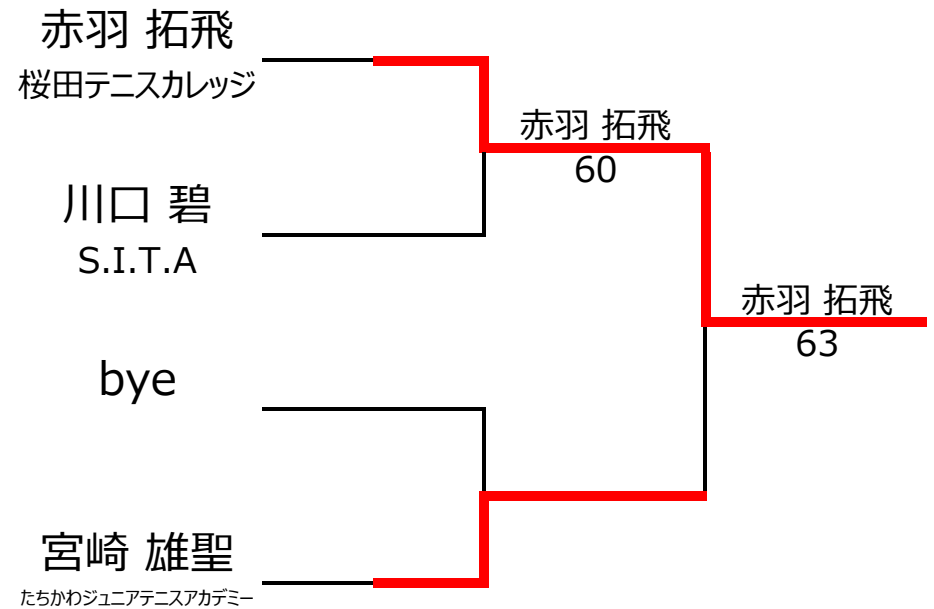 赤羽 拓飛
桜田テニスカレッジ
川口 碧
S.I.T.A
bye
宮崎 雄聖
たちかわジュニアテニスアカデミー
赤羽 拓飛
60
赤羽 拓飛
63